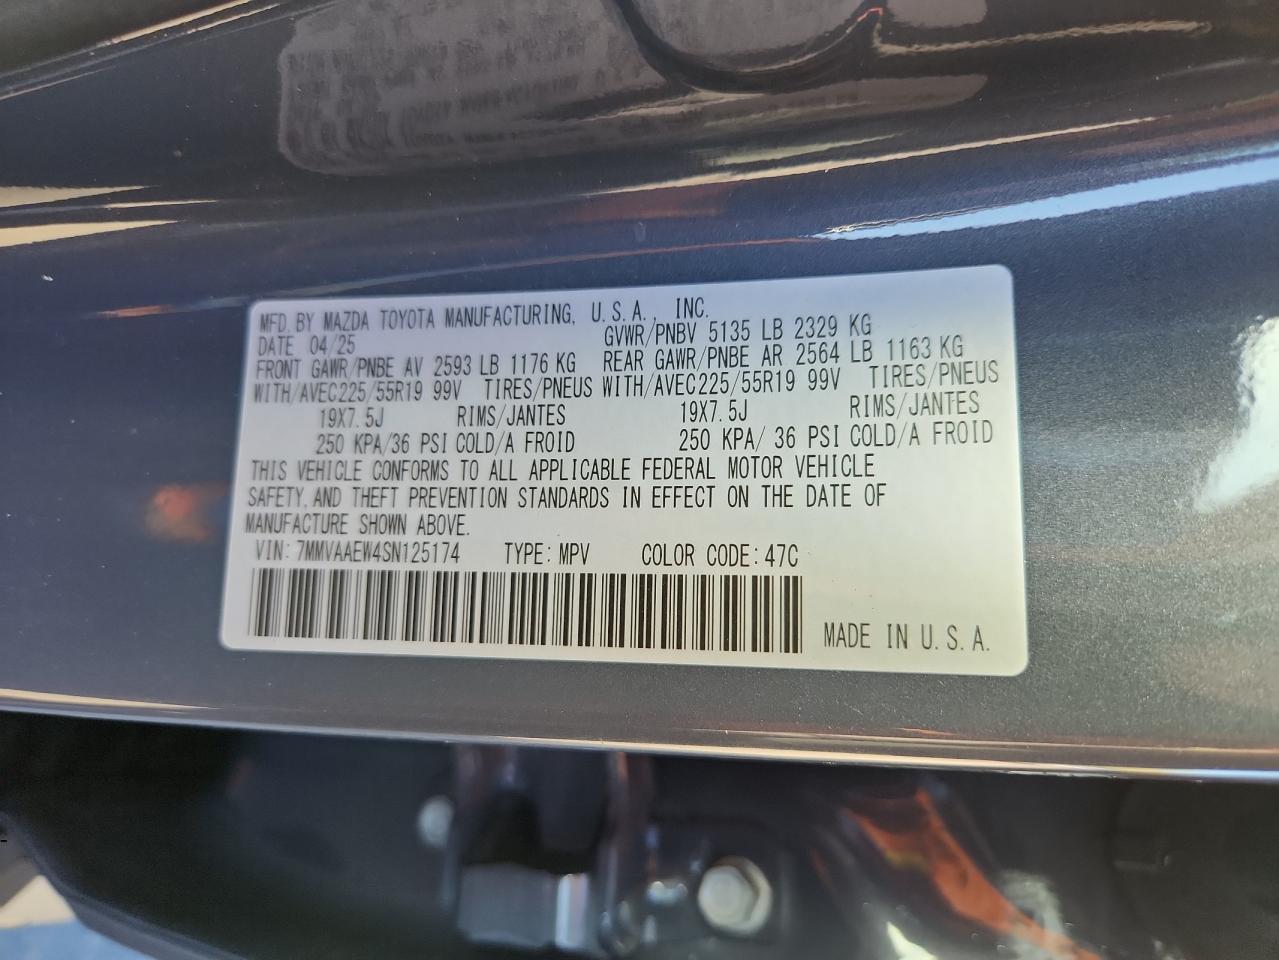 MFD. BY MAZDA TOYOTA MANUFACTURING, U.S.A., INC.
DATE 04/25 GVWR/PNBV 5135 LB 2329 KG
FRONT GAWR/PNBE AV 2593 LB 1176 KG REAR GAWR/PNBE AR 2564 LB 1163 KG
WITH/AVEC225/55R19 99V TIRES/PNEUS WITH/AVEC225/55R19 99V TIRES/PNEUS
19X7.5J RIMS/JANTES 19X7.5J RIMS/JANTES
250 KPA/36 PSI COLD/A FROID 250 KPA/ 36 PSI COLD/A FROID
THIS VEHICLE CONFORMS TO ALL APPLICABLE FEDERAL MOTOR VEHICLE
SAFETY, AND THEFT PREVENTION STANDARDS IN EFFECT ON THE DATE OF
MANUFACTURE SHOWN ABOVE.
VIN: 7MMVAAEW4SN125174 TYPE: MPV COLOR CODE: 47C
MADE IN U.S.A.